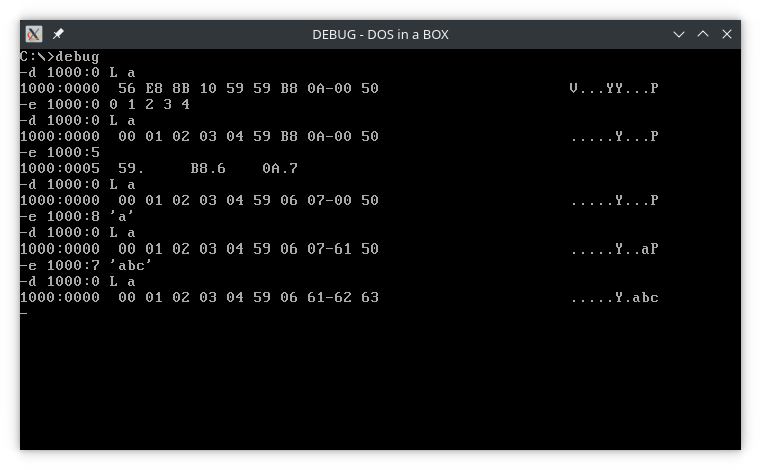 DEBUG - DOS in a BOX
C:\>debug
-d 1000:0 L a
1000:0000  56 E8 8B 10 59 59 B8 0A-00 50                     V...YY...P
-e 1000:0 0 1 2 3 4
-d 1000:0 L a
1000:0000  00 01 02 03 04 59 B8 0A-00 50                     .....Y...P
-e 1000:5
1000:0005  59.     B8.6    0A.7
-d 1000:0 L a
1000:0000  00 01 02 03 04 59 06 07-00 50                     .....Y...P
-e 1000:8 'a'
-d 1000:0 L a
1000:0000  00 01 02 03 04 59 06 07-61 50                     .....Y..aP
-e 1000:7 'abc'
-d 1000:0 L a
1000:0000  00 01 02 03 04 59 06 61-62 63                     .....Y.abc
-